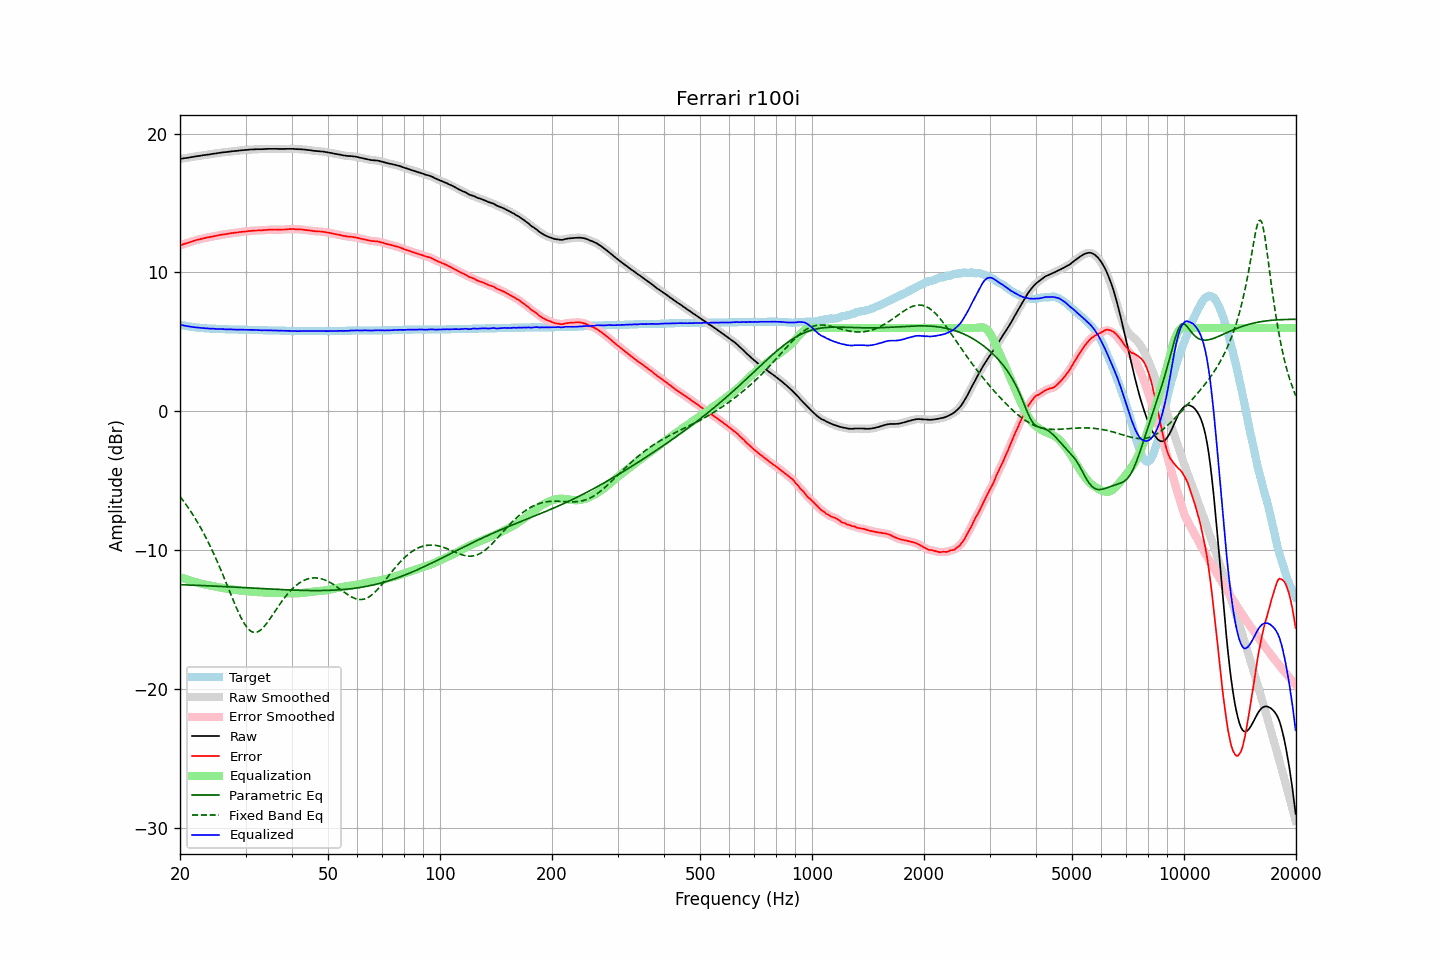 Ferrari r100i
Amplitude (dBr)
20
10
0
−10
−20
−30
Target
Raw Smoothed
Error Smoothed
Raw
Error
Equalization
Parametric Eq
Fixed Band Eq
Equalized
20 50 100 200 500 1000 2000 5000 10000 20000
Frequency (Hz)